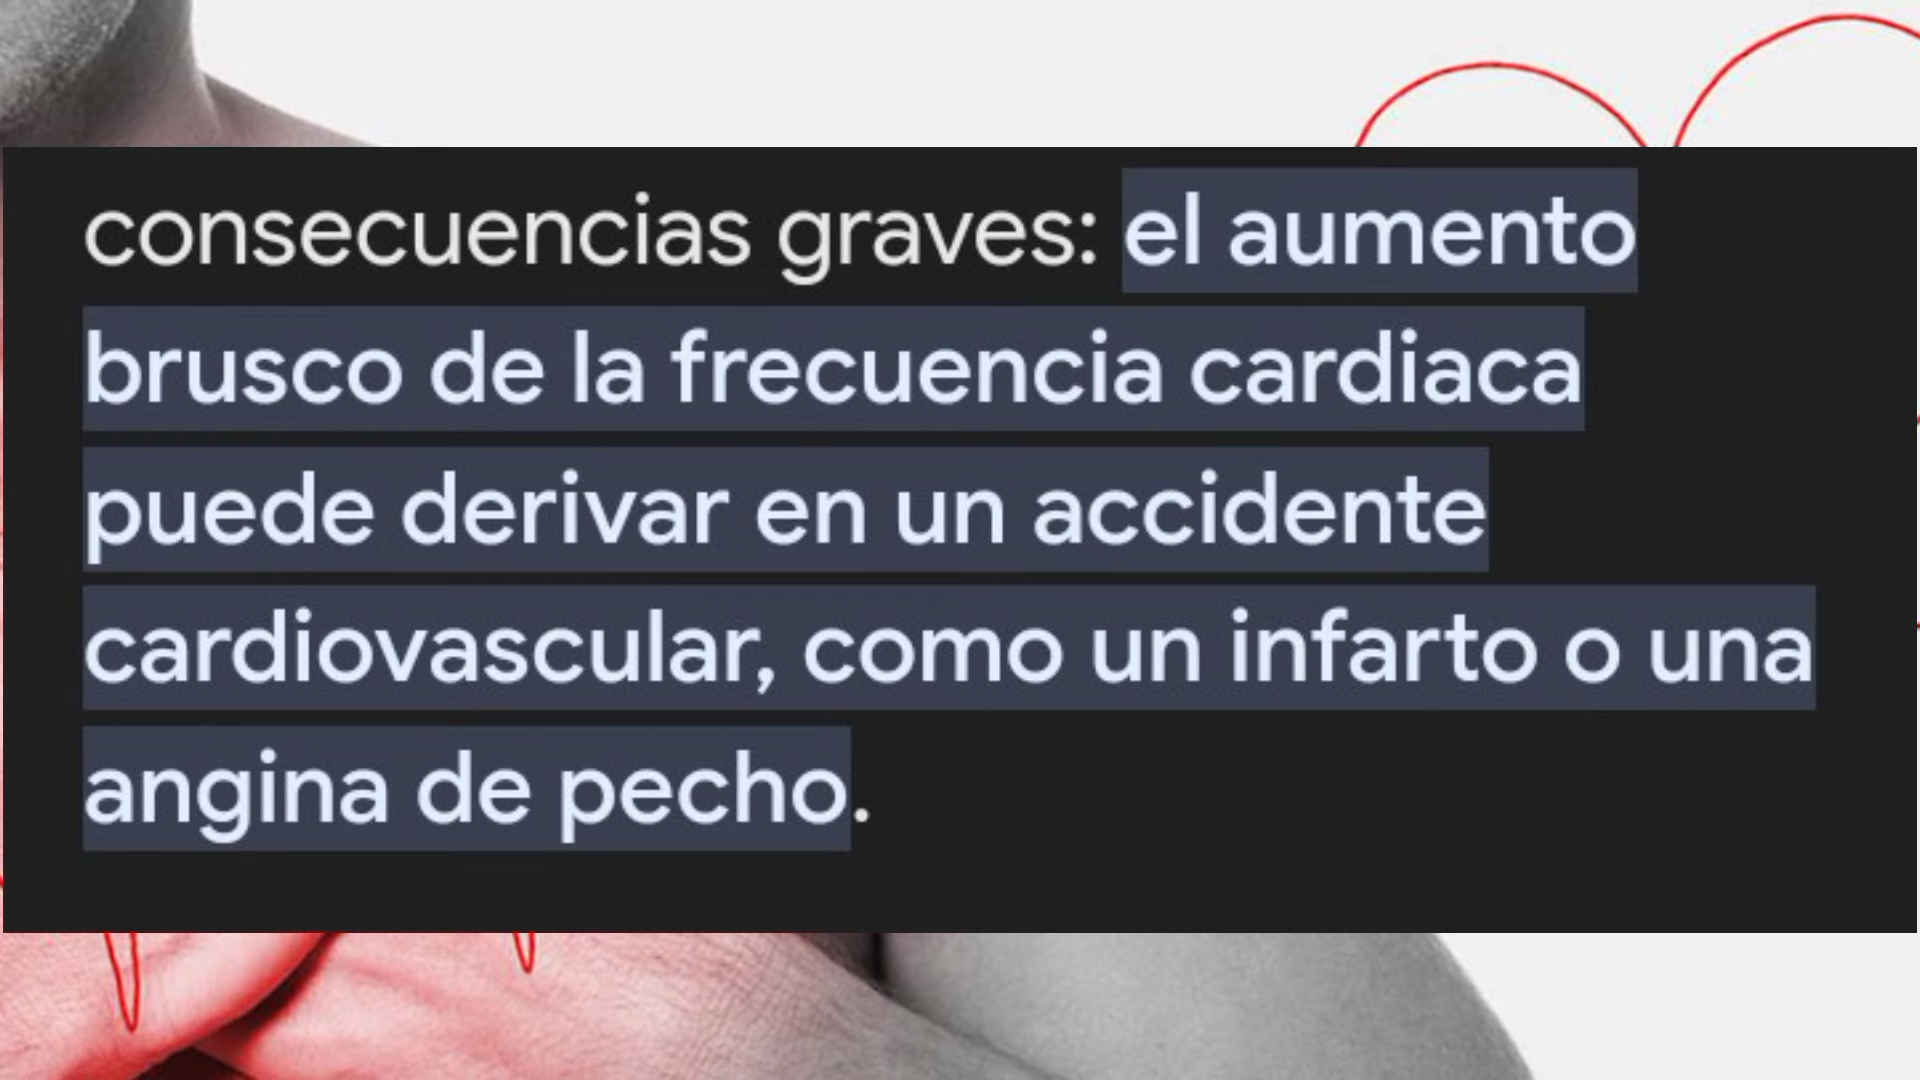 consecuencias graves: el aumento
brusco de la frecuencia cardiaca
puede derivar en un accidente
cardiovascular, como un infarto o una
angina de pecho.